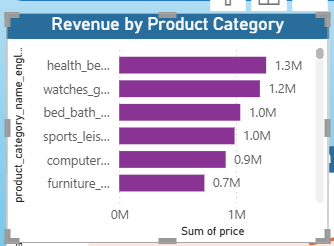 Revenue by Product Category
product_category_name_engl...
health_be... 1.3M
watches_g... 1.2M
bed_bath_... 1.0M
sports_leis... 1.0M
computer... 0.9M
furniture_... 0.7M
0M 1M
Sum of price